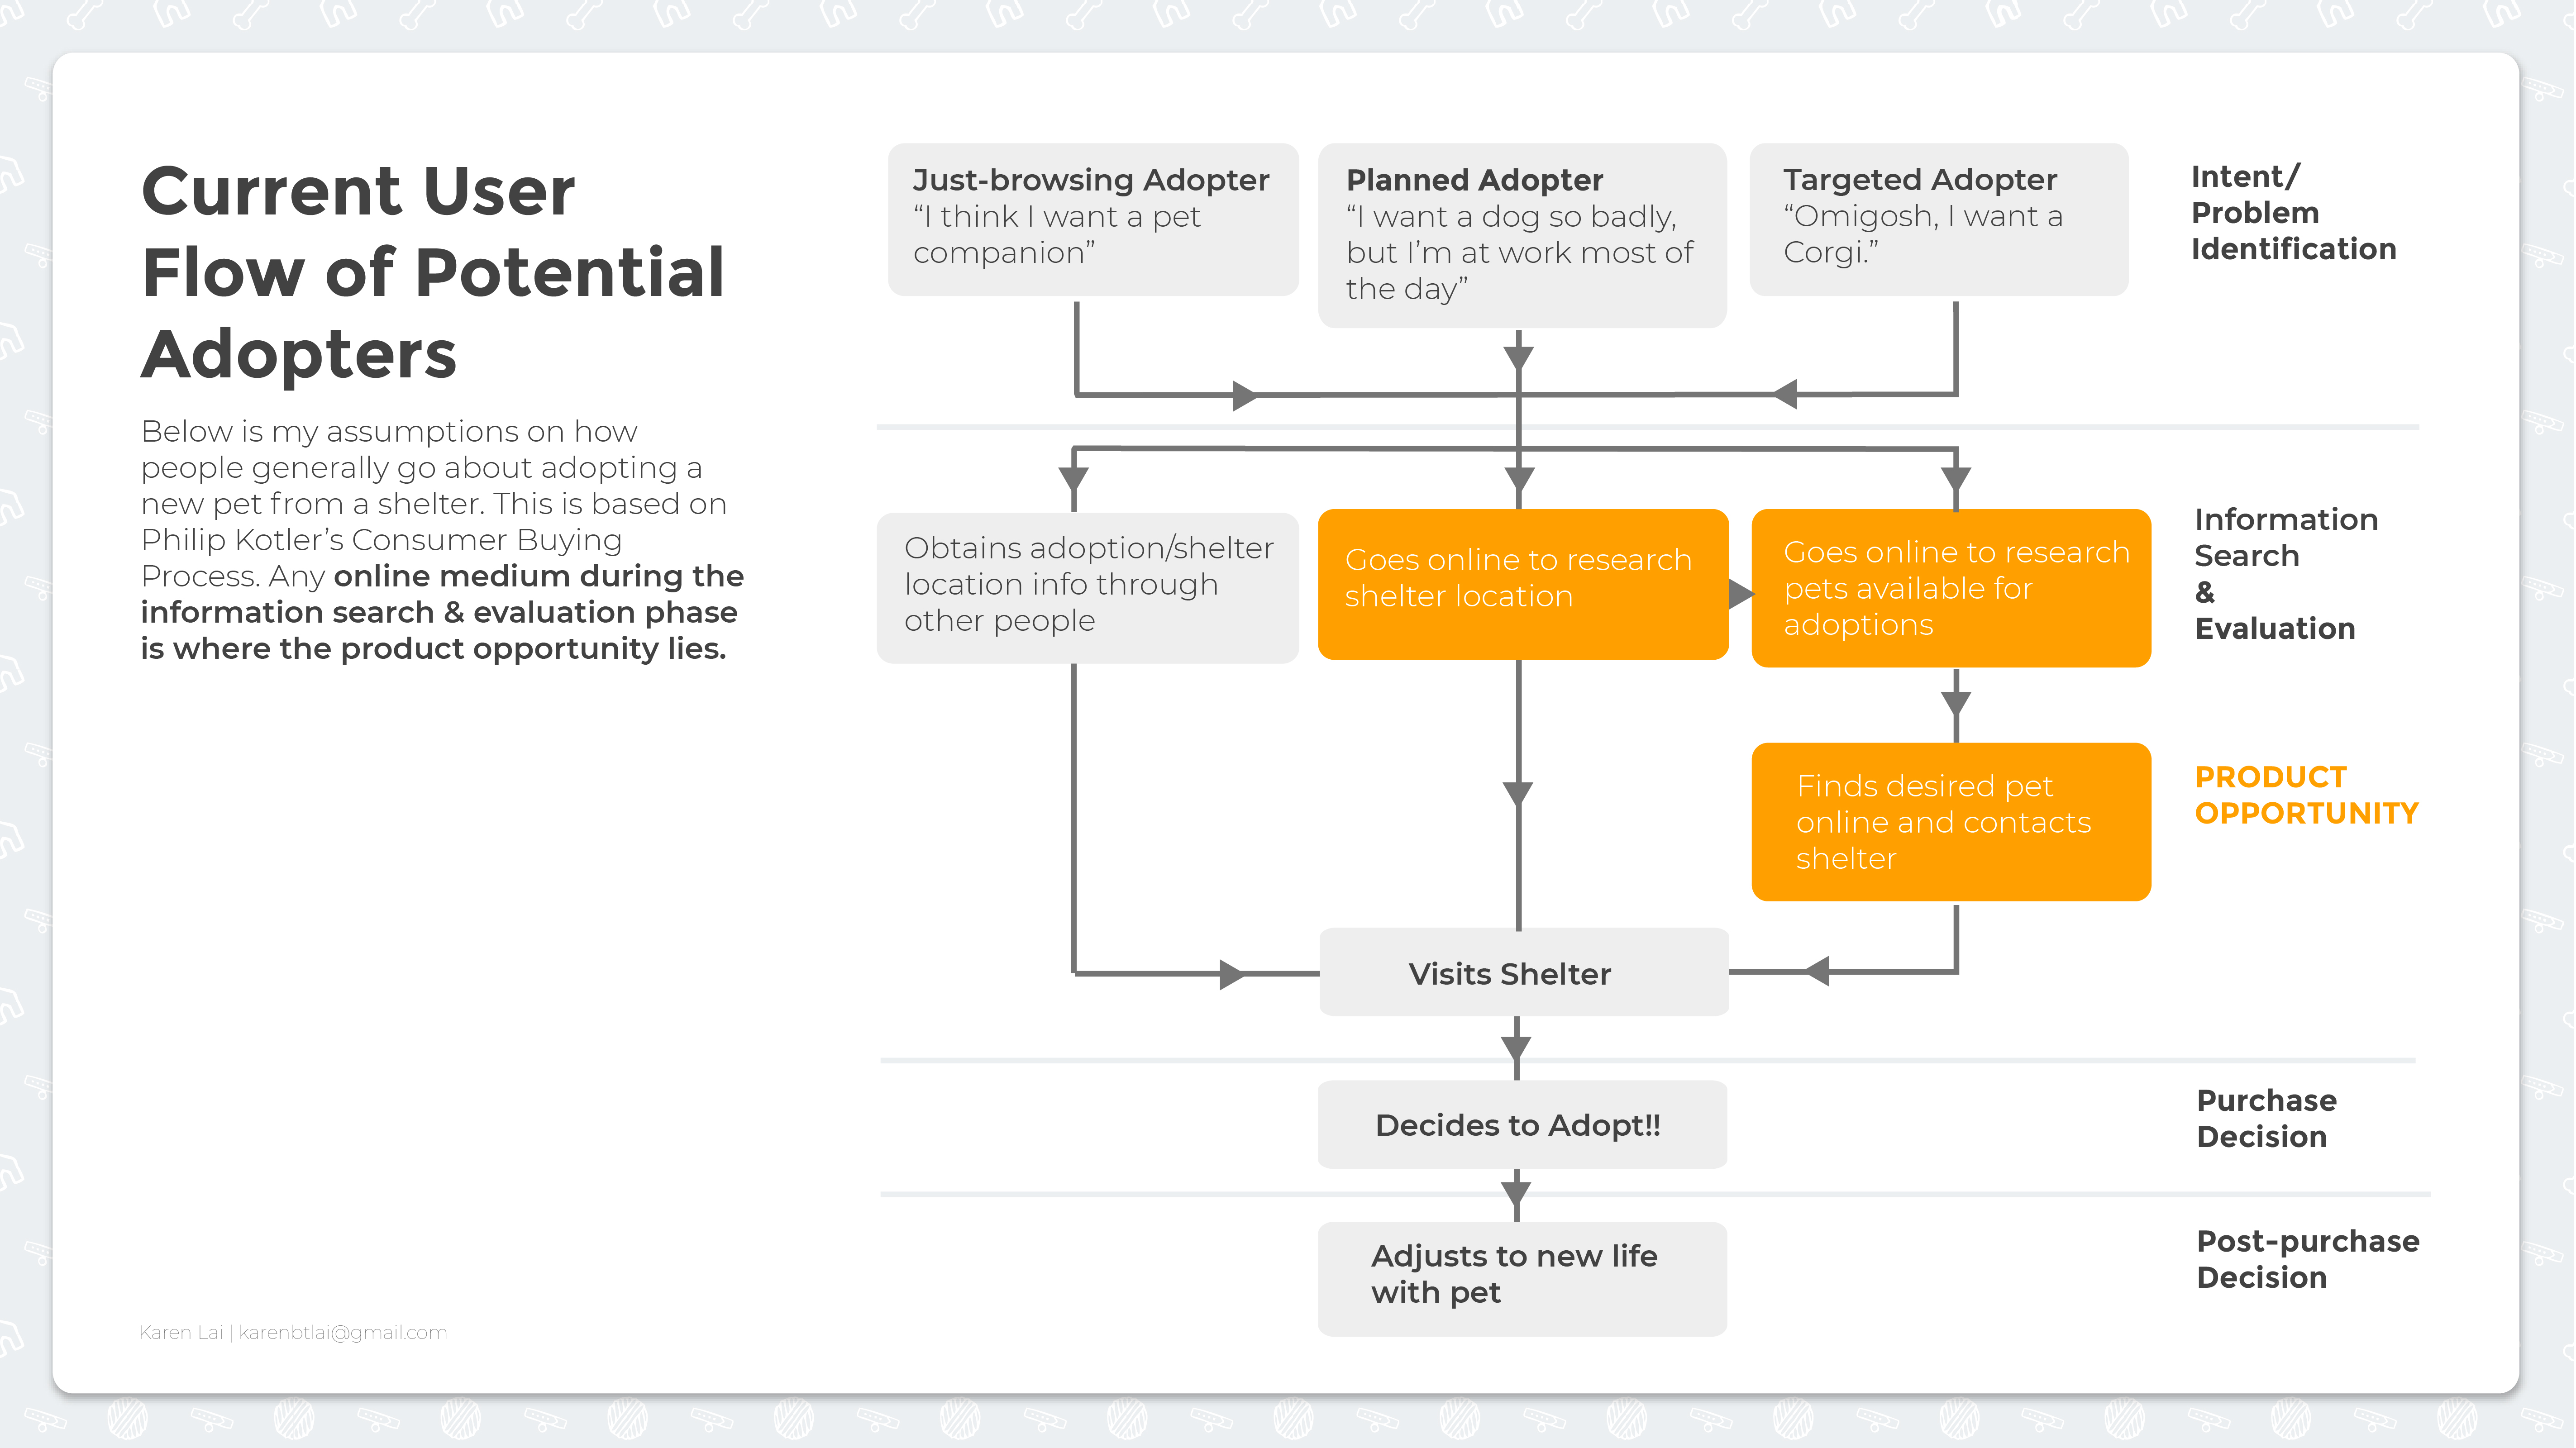 Current User
Flow of Potential
Adopters
Below is my assumptions on how
people generally go about adopting a
new pet from a shelter. This is based on
Philip Kotler’s Consumer Buying
Process. Any online medium during the
information search & evaluation phase
is where the product opportunity lies.
Just-browsing Adopter
“I think I want a pet
companion”
Planned Adopter
“I want a dog so badly,
but I’m at work most of
the day”
Targeted Adopter
“Omigosh, I want a
Corgi.”
Intent/
Problem
Identification
Obtains adoption/shelter
location info through
other people
Goes online to research
shelter location
Goes online to research
pets available for
adoptions
Information
Search
&
Evaluation
Finds desired pet
online and contacts
shelter
PRODUCT
OPPORTUNITY
Visits Shelter
Decides to Adopt!!
Purchase
Decision
Adjusts to new life
with pet
Post-purchase
Decision
Karen Lai | karenbtlai@gmail.com